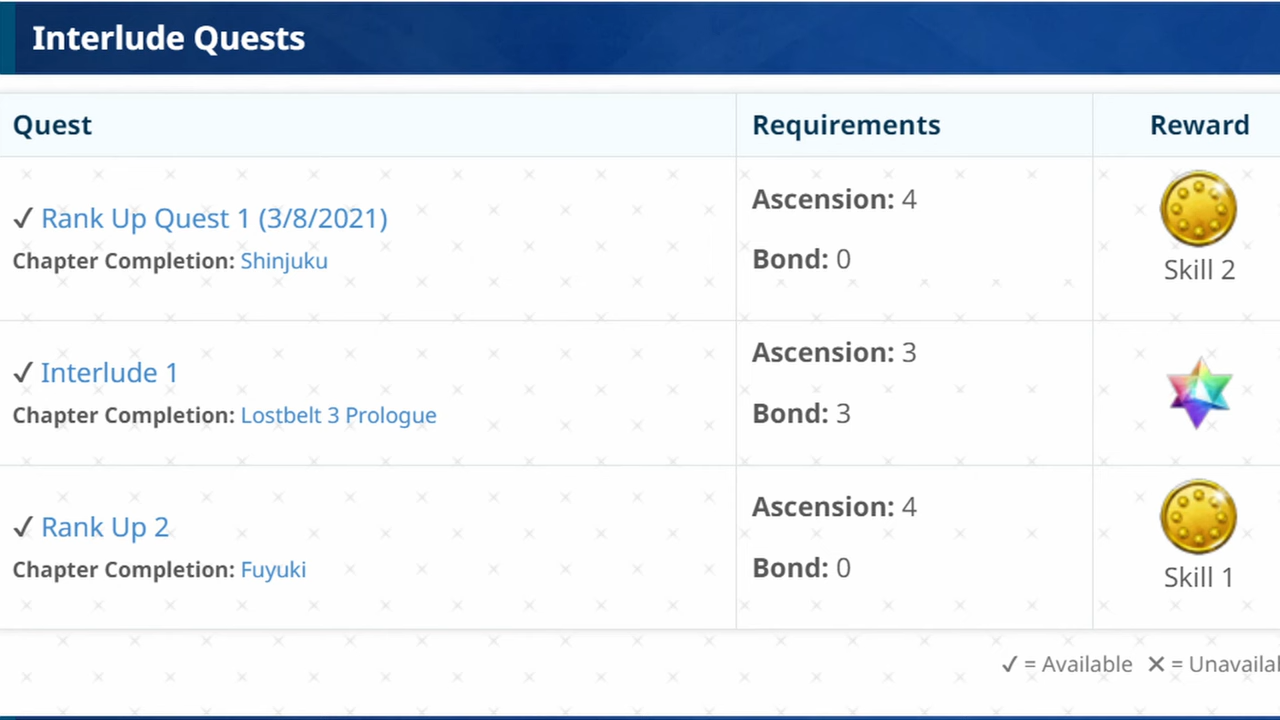 Interlude Quests
Quest Requirements Reward
✓ Rank Up Quest 1 (3/8/2021)
Chapter Completion: Shinjuku
Ascension: 4
Bond: 0
Skill 2
✓ Interlude 1
Chapter Completion: Lostbelt 3 Prologue
Ascension: 3
Bond: 3
✓ Rank Up 2
Chapter Completion: Fuyuki
Ascension: 4
Bond: 0
Skill 1
✓ = Available ✕ =